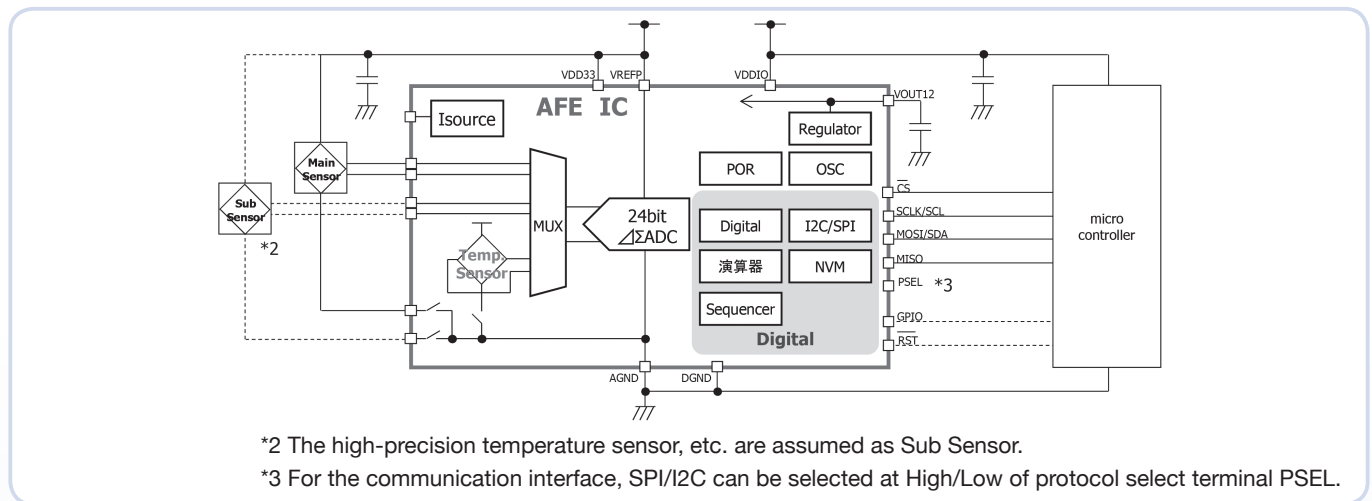 VDD33 VREFP VDDIO
VOUT12
AFE IC
Isource
Regulator
POR OSC
Main
Sensor
Sub
Sensor
*2
MUX
24bit
⊿ΣADC
Temp.
Sensor
Digital I2C/SPI
演算器 NVM
Sequencer
Digital
CS
SCLK/SCL
MOSI/SDA
MISO
PSEL *3
GPIO
RST
micro
controller
AGND DGND
*2 The high-precision temperature sensor, etc. are assumed as Sub Sensor.
*3 For the communication interface, SPI/I2C can be selected at High/Low of protocol select terminal PSEL.